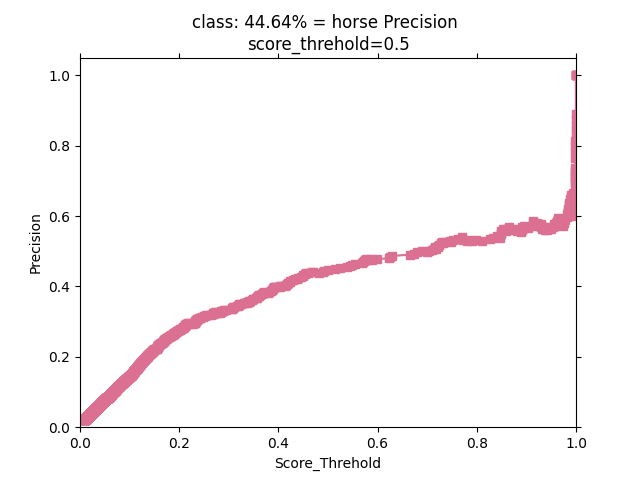 class: 44.64% = horse Precision
score_threhold=0.5
Precision
1.0
0.8
0.6
0.4
0.2
0.0
0.0 0.2 0.4 0.6 0.8 1.0
Score_Threhold